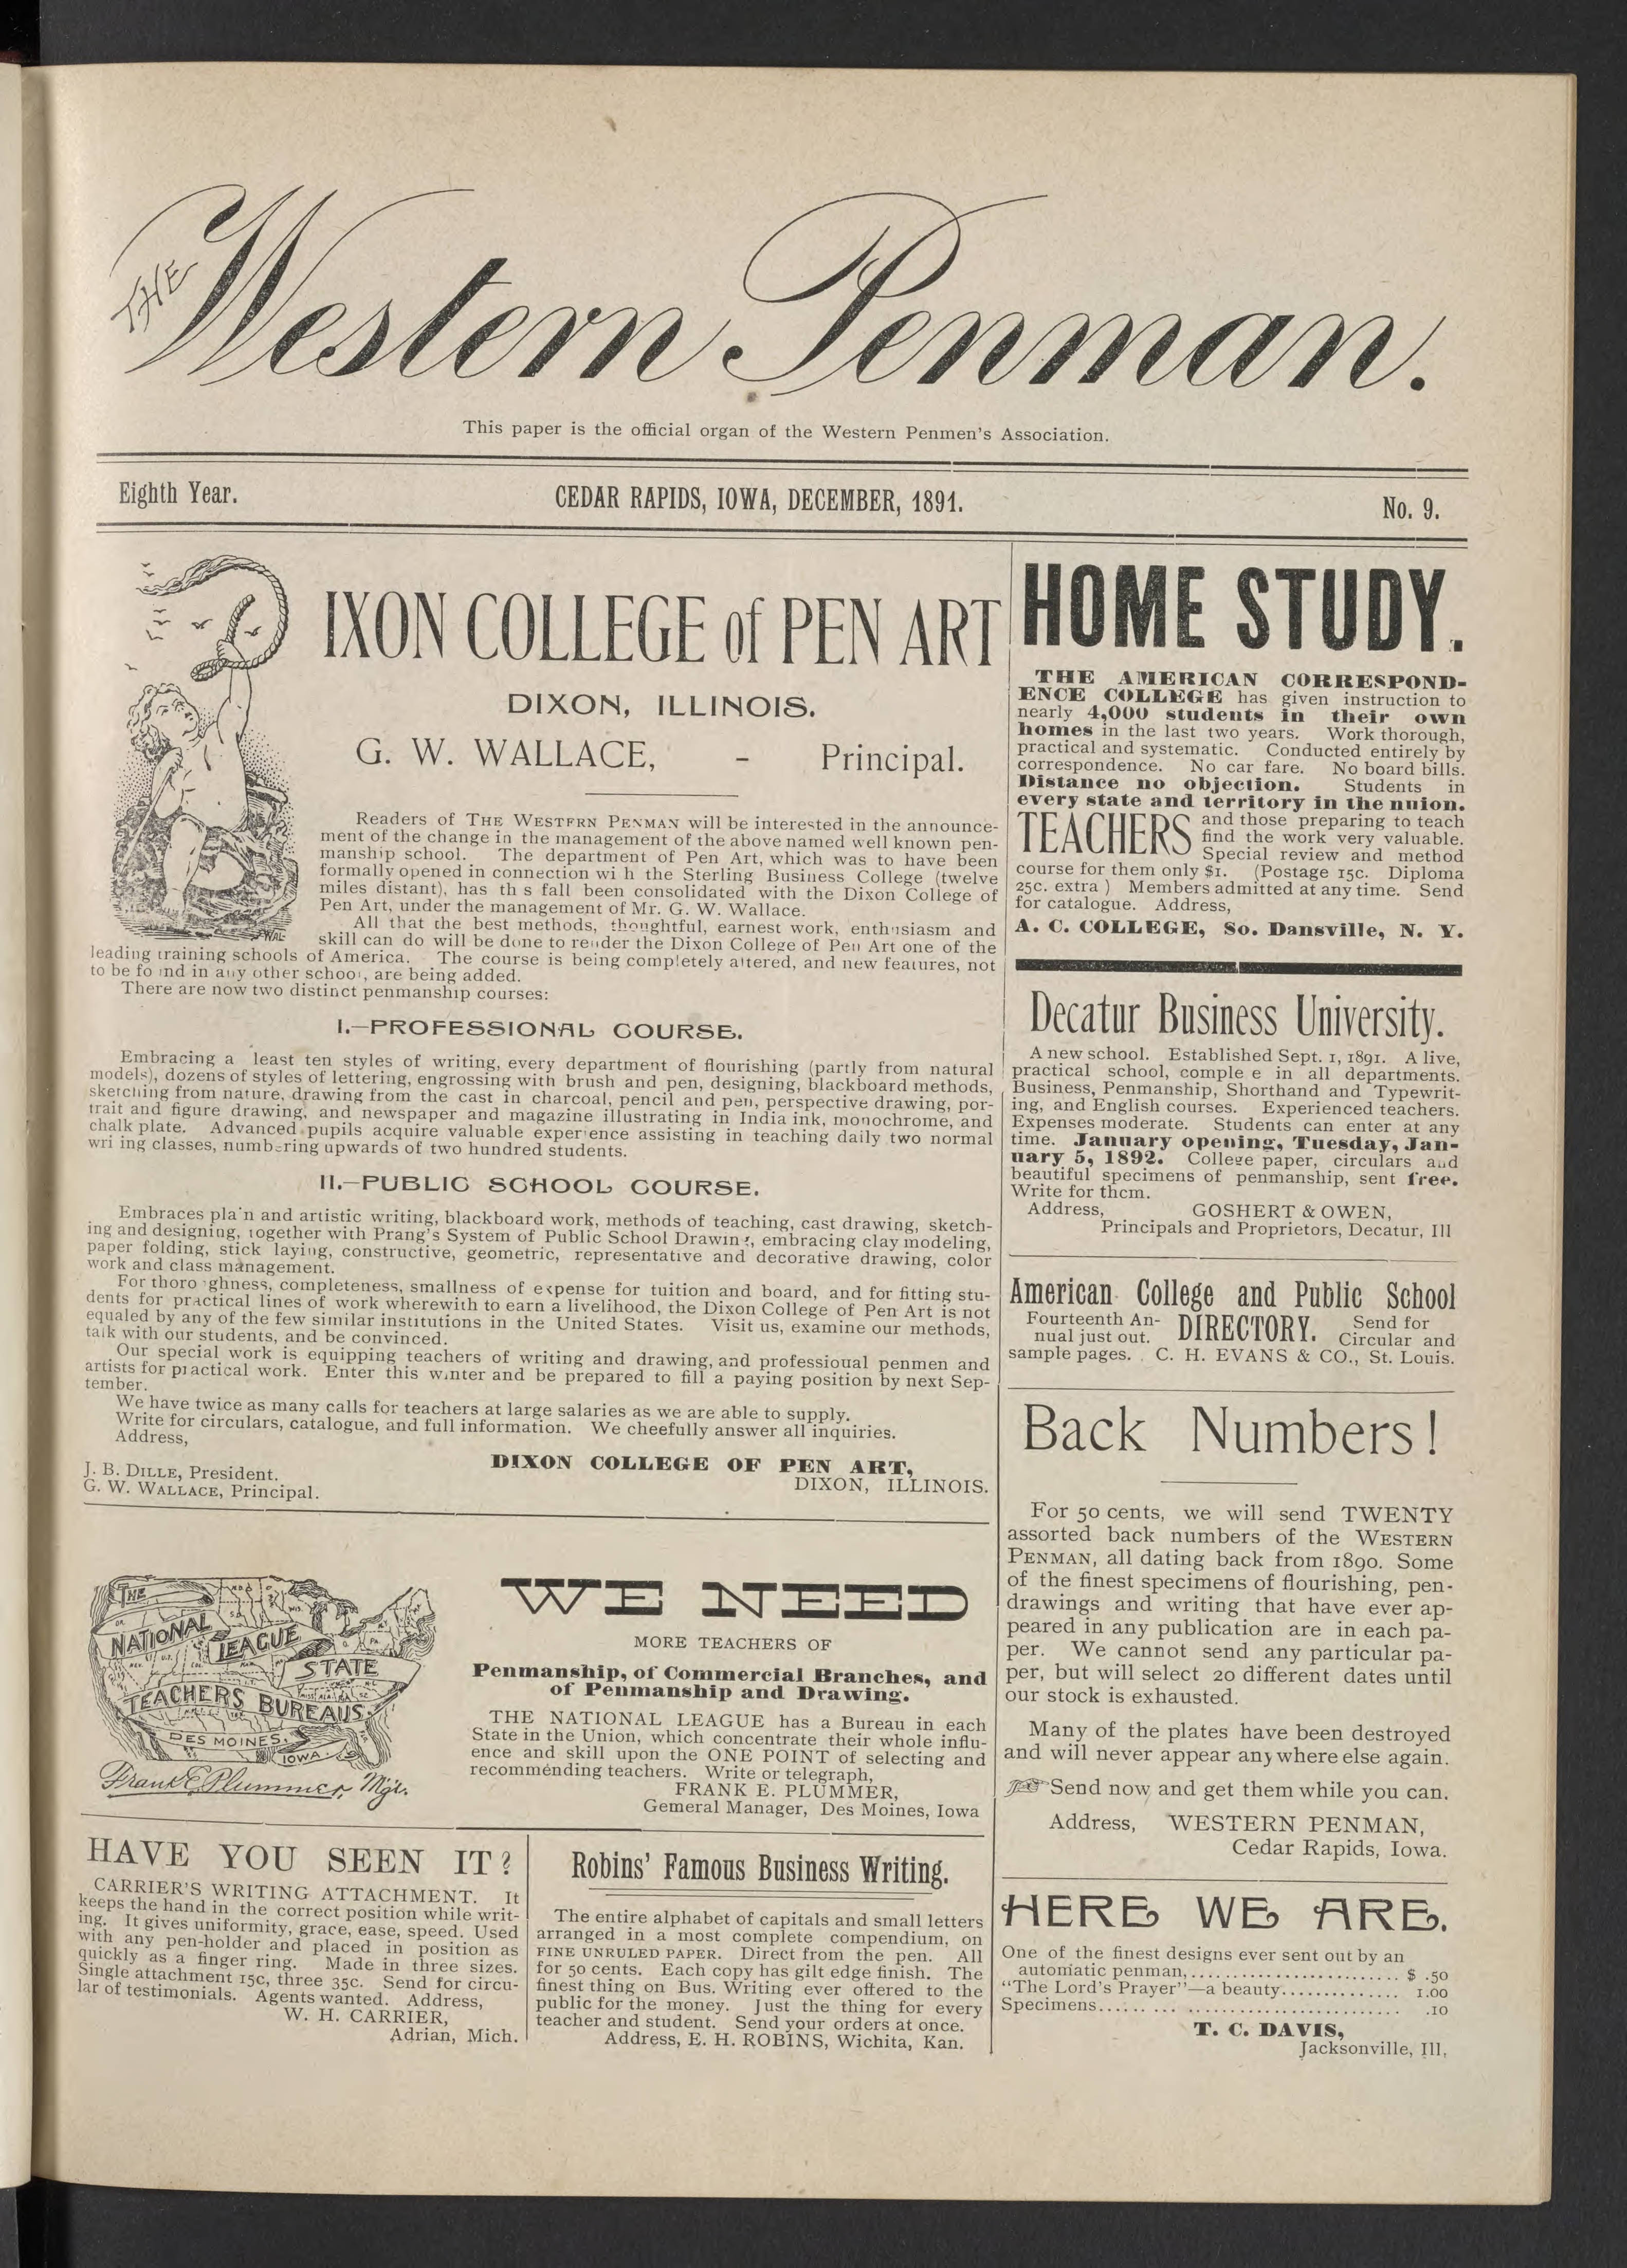 THE Western Penman.
This paper is the official organ of the Western Penmen's Association.
Eighth Year.
CEDAR RAPIDS, IOWA, DECEMBER, 1891.
No. 9.
DIXON COLLEGE of PEN ART
DIXON, ILLINOIS.
G. W. WALLACE, - Principal.
Readers of THE WESTFRN PENMAN will be interested in the announce-
ment of the change in the management of the above named well known pen-
manship school. The department of Pen Art, which was to have been
formally opened in connection wi h the Sterling Business College (twelve
miles distant), has th s fall been consolidated with the Dixon College of
Pen Art, under the management of Mr. G. W. Wallace.
All that the best methods, thoughtful, earnest work, enthusiasm and
skill can do will be done to render the Dixon College of Pen Art one of the
WAL-
leading training schools of America. The course is being completely altered, and new features, not
to be fo nd in any other school, are being added.
There are now two distinct penmanship courses:
I.—PROFESSIONAL COURSE.
Embracing a least ten styles of writing, every department of flourishing (partly from natural
models), dozens of styles of lettering, engrossing with brush and pen, designing, blackboard methods,
sketching from nature, drawing from the cast in charcoal, pencil and pen, perspective drawing, por-
trait and figure drawing, and newspaper and magazine illustrating in India ink, monochrome, and
chalk plate. Advanced pupils acquire valuable experience assisting in teaching daily two normal
wri ing classes, numbering upwards of two hundred students.
II.—PUBLIC SCHOOL COURSE.
Embraces plain and artistic writing, blackboard work, methods of teaching, cast drawing, sketch-
ing and designing, together with Prang's System of Public School Drawing, embracing clay modeling,
paper folding, stick laying, constructive, geometric, representative and decorative drawing, color
work and class management.
For thoro ghness, completeness, smallness of expense for tuition and board, and for fitting stu-
dents for practical lines of work wherewith to earn a livelihood, the Dixon College of Pen Art is not
equaled by any of the few similar institutions in the United States. Visit us, examine our methods,
talk with our students, and be convinced.
Our special work is equipping teachers of writing and drawing, and professional penmen and
artists for practical work. Enter this winter and be prepared to fill a paying position by next Sep-
tember.
We have twice as many calls for teachers at large salaries as we are able to supply.
Write for circulars, catalogue, and full information. We cheefully answer all inquiries.
Address,
DIXON COLLEGE OF PEN ART,
DIXON, ILLINOIS.
J. B. DILLE, President.
G. W. WALLACE, Principal.
THE
NATIONAL
LEAGUE
STATE
TEACHERS BUREAUS.
DES MOINES.
IOWA.
Frank E. Plummer, Mgr.
WE NEED
MORE TEACHERS OF
Penmanship, of Commercial Branches, and
of Penmanship and Drawing.
THE NATIONAL LEAGUE has a Bureau in each
State in the Union, which concentrate their whole influ-
ence and skill upon the ONE POINT of selecting and
recommending teachers. Write or telegraph,
FRANK E. PLUMMER,
Gemeral Manager, Des Moines, Iowa
HAVE YOU SEEN IT?
CARRIER'S WRITING ATTACHMENT. It
keeps the hand in the correct position while writ-
ing. It gives uniformity, grace, ease, speed. Used
with any pen-holder and placed in position as
quickly as a finger ring. Made in three sizes.
Single attachment 15c, three 35c. Send for circu-
lar of testimonials. Agents wanted. Address,
W. H. CARRIER,
Adrian, Mich.
Robins' Famous Business Writing.
The entire alphabet of capitals and small letters
arranged in a most complete compendium, on
FINE UNRULED PAPER. Direct from the pen. All
for 50 cents. Each copy has gilt edge finish. The
finest thing on Bus. Writing ever offered to the
public for the money. Just the thing for every
teacher and student. Send your orders at once.
Address, E. H. ROBINS, Wichita, Kan.
HOME STUDY.
THE AMERICAN CORRESPOND-
ENCE COLLEGE has given instruction to
nearly 4,000 students in their own
homes in the last two years. Work thorough,
practical and systematic. Conducted entirely by
correspondence. No car fare. No board bills.
Distance no objection. Students in
every state and territory in the nnion.
TEACHERS and those preparing to teach
find the work very valuable.
Special review and method
course for them only $1. (Postage 15c. Diploma
25c. extra ) Members admitted at any time. Send
for catalogue. Address,
A. C. COLLEGE, So. Dansville, N. Y.
Decatur Business University.
A new school. Established Sept. 1, 1891. A live,
practical school, comple e in all departments.
Business, Penmanship, Shorthand and Typewrit-
ing, and English courses. Experienced teachers.
Expenses moderate. Students can enter at any
time. January opening, Tuesday, Jan-
uary 5, 1892. College paper, circulars and
beautiful specimens of penmanship, sent free.
Write for them.
Address, GOSHERT & OWEN,
Principals and Proprietors, Decatur, Ill
American College and Public School
Fourteenth An-
nual just out. DIRECTORY. Send for
Circular and
sample pages. C. H. EVANS & CO., St. Louis.
Back Numbers!
For 50 cents, we will send TWENTY
assorted back numbers of the WESTERN
PENMAN, all dating back from 1890. Some
of the finest specimens of flourishing, pen-
drawings and writing that have ever ap-
peared in any publication are in each pa-
per. We cannot send any particular pa-
per, but will select 20 different dates until
our stock is exhausted.
Many of the plates have been destroyed
and will never appear anywhere else again.
☞Send now and get them while you can.
Address, WESTERN PENMAN,
Cedar Rapids, Iowa.
HERE WE ARE.
One of the finest designs ever sent out by an
automatic penman,.......................... $ .50
"The Lord's Prayer"—a beauty.............. 1.00
Specimens.................................... .10
T. C. DAVIS,
Jacksonville, Ill,